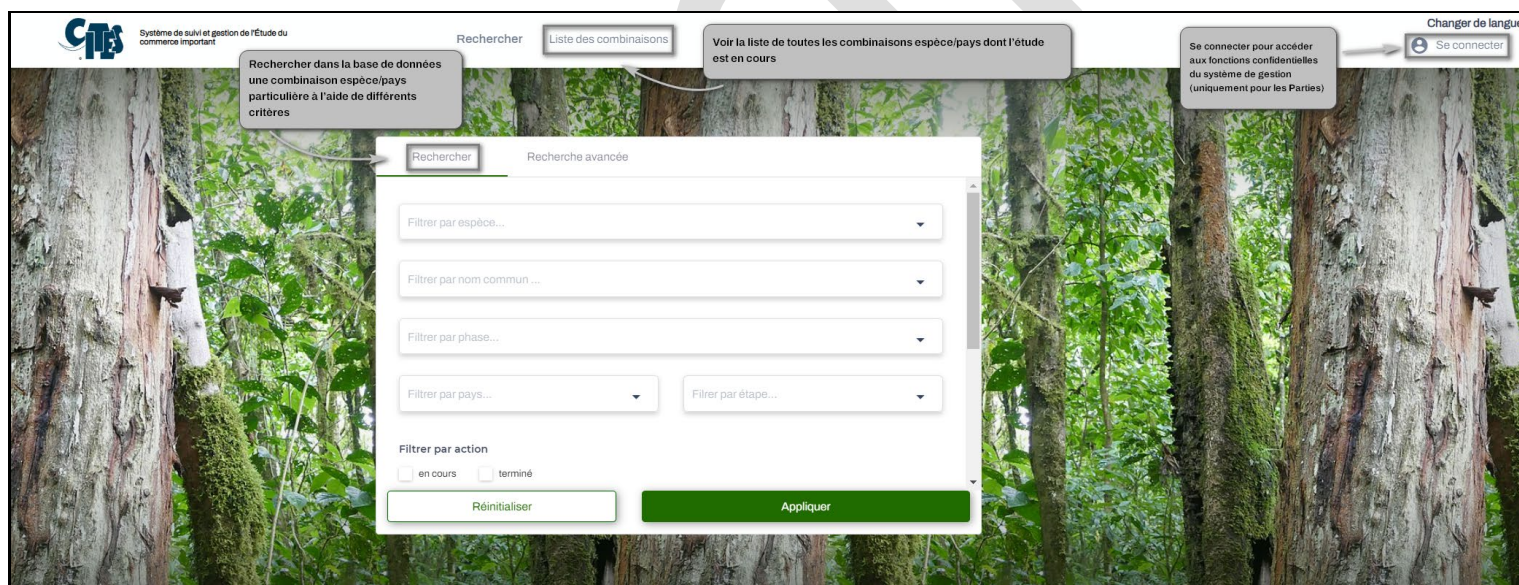 CITES
Système de suivi et gestion de l'Étude du
commerce important
Rechercher
Liste des combinaisons
Changer de langue
Se connecter
Rechercher dans la base de données
une combinaison espèce/pays
particulière à l'aide de différents
critères
Voir la liste de toutes les combinaisons espèce/pays dont l'étude
est en cours
Se connecter pour accéder
aux fonctions confidentielles
du système de gestion
(uniquement pour les Parties)
Rechercher
Recherche avancée
Filtrer par espèce...
Filtrer par nom commun ...
Filtrer par phase...
Filtrer par pays...
Filrer par étape...
Filtrer par action
en cours
terminé
Réinitialiser
Appliquer